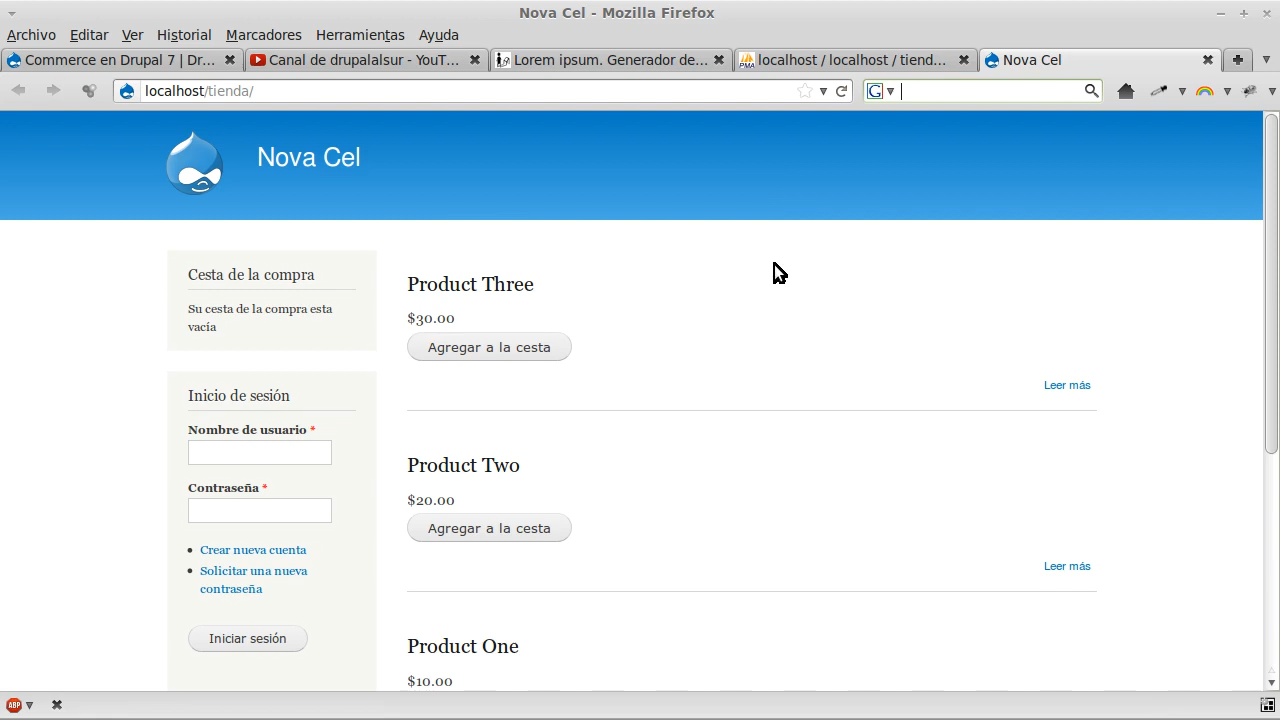 Nova Cel - Mozilla Firefox
Archivo Editar Ver Historial Marcadores Herramientas Ayuda
Commerce en Drupal 7 | Dr... Canal de drupalalsur - YouT... Lorem ipsum. Generador de... localhost / localhost / tiend... Nova Cel
localhost/tienda/
Nova Cel
Cesta de la compra
Su cesta de la compra esta
vacía
Inicio de sesión
Nombre de usuario *
Contraseña *
Crear nueva cuenta
Solicitar una nueva
contraseña
Iniciar sesión
Product Three
$30.00
Agregar a la cesta
Leer más
Product Two
$20.00
Agregar a la cesta
Leer más
Product One
$10.00
ABP